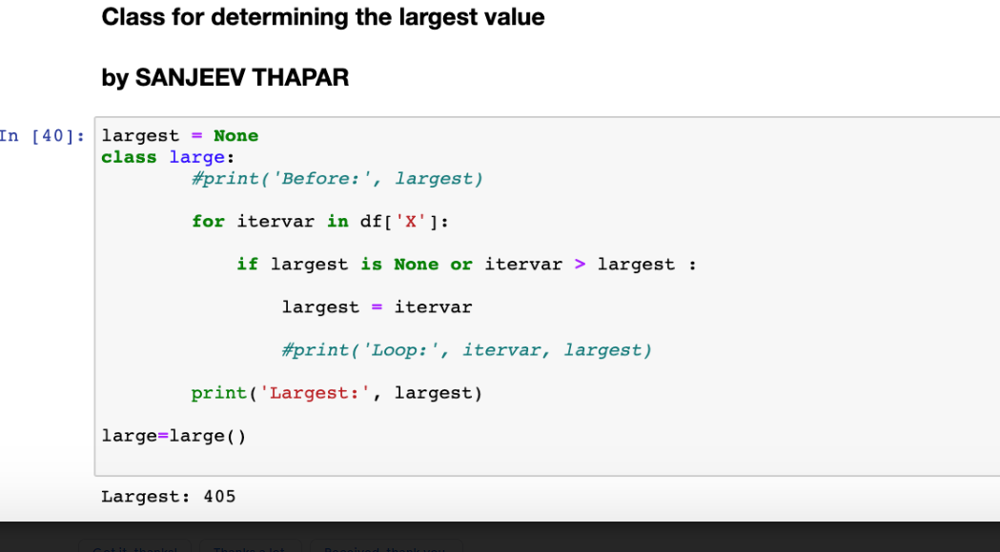 Class for determining the largest value
by SANJEEV THAPAR
In [40]: largest = None
class large:
#print('Before:', largest)
for itervar in df['X']:
if largest is None or itervar > largest :
largest = itervar
#print('Loop:', itervar, largest)
print('Largest:', largest)
large=large()
Largest: 405